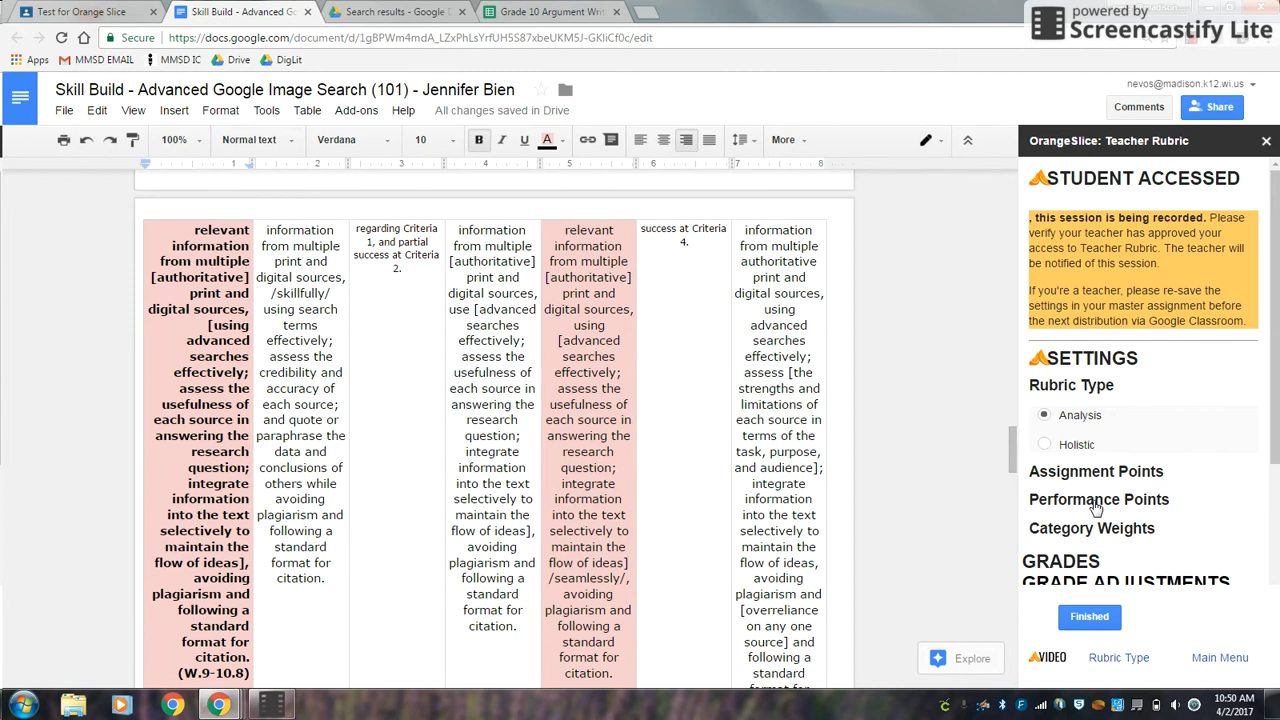 Test for Orange Slice
Skill Build - Advanced Go
Search results - Google D
Grade 10 Argument Writ
powered by
Screencastify Lite
Secure
Apps
MMSD EMAIL
MMSD IC
Drive
DigLit
Skill Build - Advanced Google Image Search (101) - Jennifer Bien
nevos@madison.k12.wi.us
File Edit View Insert Format Tools Table Add-ons Help All changes saved in Drive
Comments
Share
100% Normal text Verdana 10 B I U A More
1 2 3 4 5 6 7 8
relevant
information
from multiple
[authoritative]
print and
digital sources,
[using
advanced
searches
effectively;
assess the
usefulness of
each source in
answering the
research
question;
integrate
information
into the text
selectively to
maintain the
flow of ideas],
avoiding
plagiarism and
following a
standard
format for
citation.
(W.9-10.8)
information
from multiple
print and
digital sources,
/skillfully/
using search
terms
effectively;
assess the
credibility and
accuracy of
each source;
and quote or
paraphrase the
data and
conclusions of
others while
avoiding
plagiarism and
following a
standard
format for
citation.
regarding Criteria
1, and partial
success at Criteria
2.
information
from multiple
[authoritative]
print and
digital sources,
use [advanced
searches
effectively;
assess the
usefulness of
each source in
answering the
research
question;
integrate
information
into the text
selectively to
maintain the
flow of ideas],
avoiding
plagiarism and
following a
standard
format for
citation.
relevant
information
from multiple
[authoritative]
print and
digital sources,
using
[advanced
searches
effectively;
assess the
usefulness of
each source in
answering the
research
question;
integrate
information
into the text
selectively to
maintain the
flow of ideas]
/seamlessly/,
avoiding
plagiarism and
following a
standard
format for
citation.
success at Criteria
4.
information
from multiple
authoritative
print and
digital sources,
using
advanced
searches
effectively;
assess [the
strengths and
limitations of
each source in
terms of the
task, purpose,
and audience];
integrate
information
into the text
selectively to
maintain the
flow of ideas,
avoiding
plagiarism and
[overreliance
on any one
source] and
following a
standard
Explore
OrangeSlice: Teacher Rubric
STUDENT ACCESSED
, this session is being recorded. Please
verify your teacher has approved your
access to Teacher Rubric. The teacher will
be notified of this session.
If you're a teacher, please re-save the
settings in your master assignment before
the next distribution via Google Classroom.
SETTINGS
Rubric Type
Analysis
Holistic
Assignment Points
Performance Points
Category Weights
GRADES
GRADE ADJUSTMENTS
Finished
VIDEO Rubric Type Main Menu
10:50 AM
4/2/2017